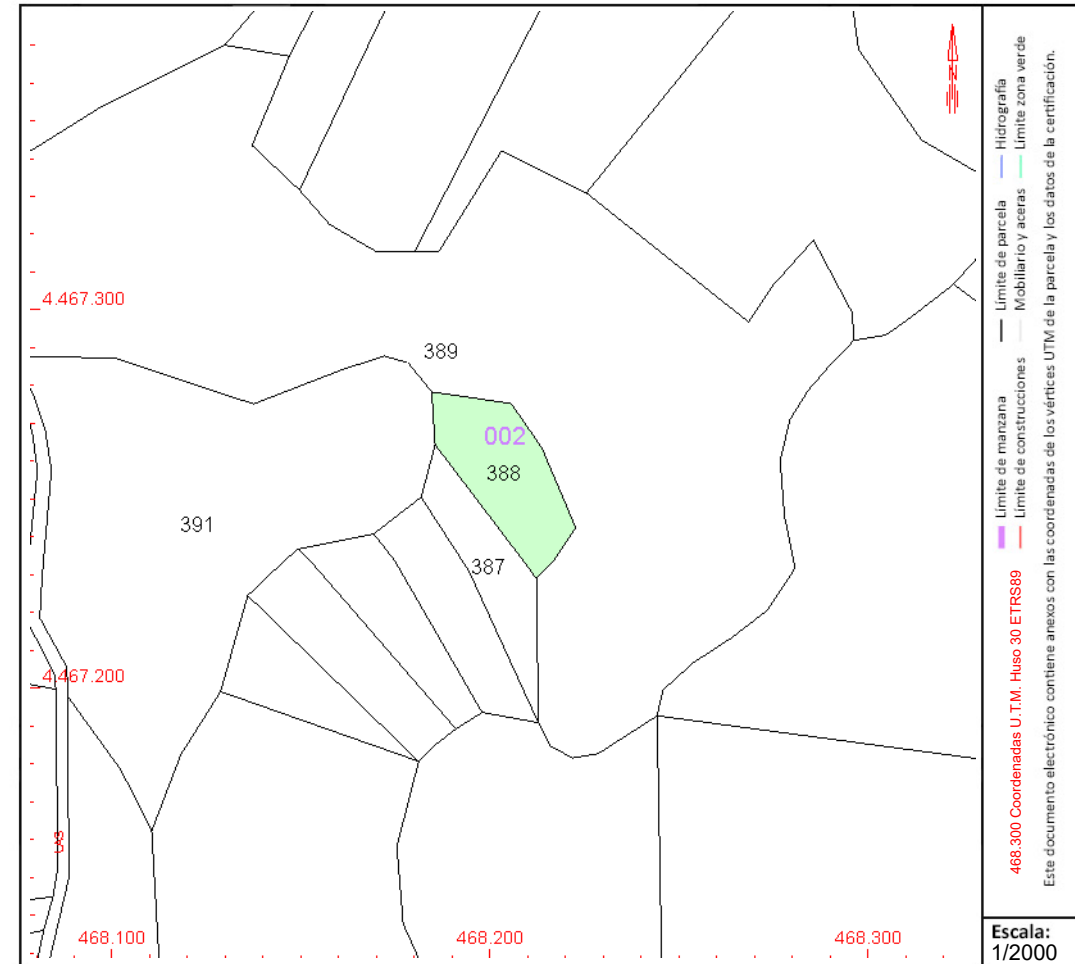 4.467.300
389
002
388
391
387
4.467.200
468.100
468.200
468.300
Límite de manzana
Límite de parcela
Hidrografía
468.300 Coordenadas U.T.M. Huso 30 ETRS89
Límite de construcciones
Mobiliario y aceras
Límite zona verde
Este documento electrónico contiene anexos con las coordenadas de los vértices UTM de la parcela y los datos de la certificación.
Escala:
1/2000